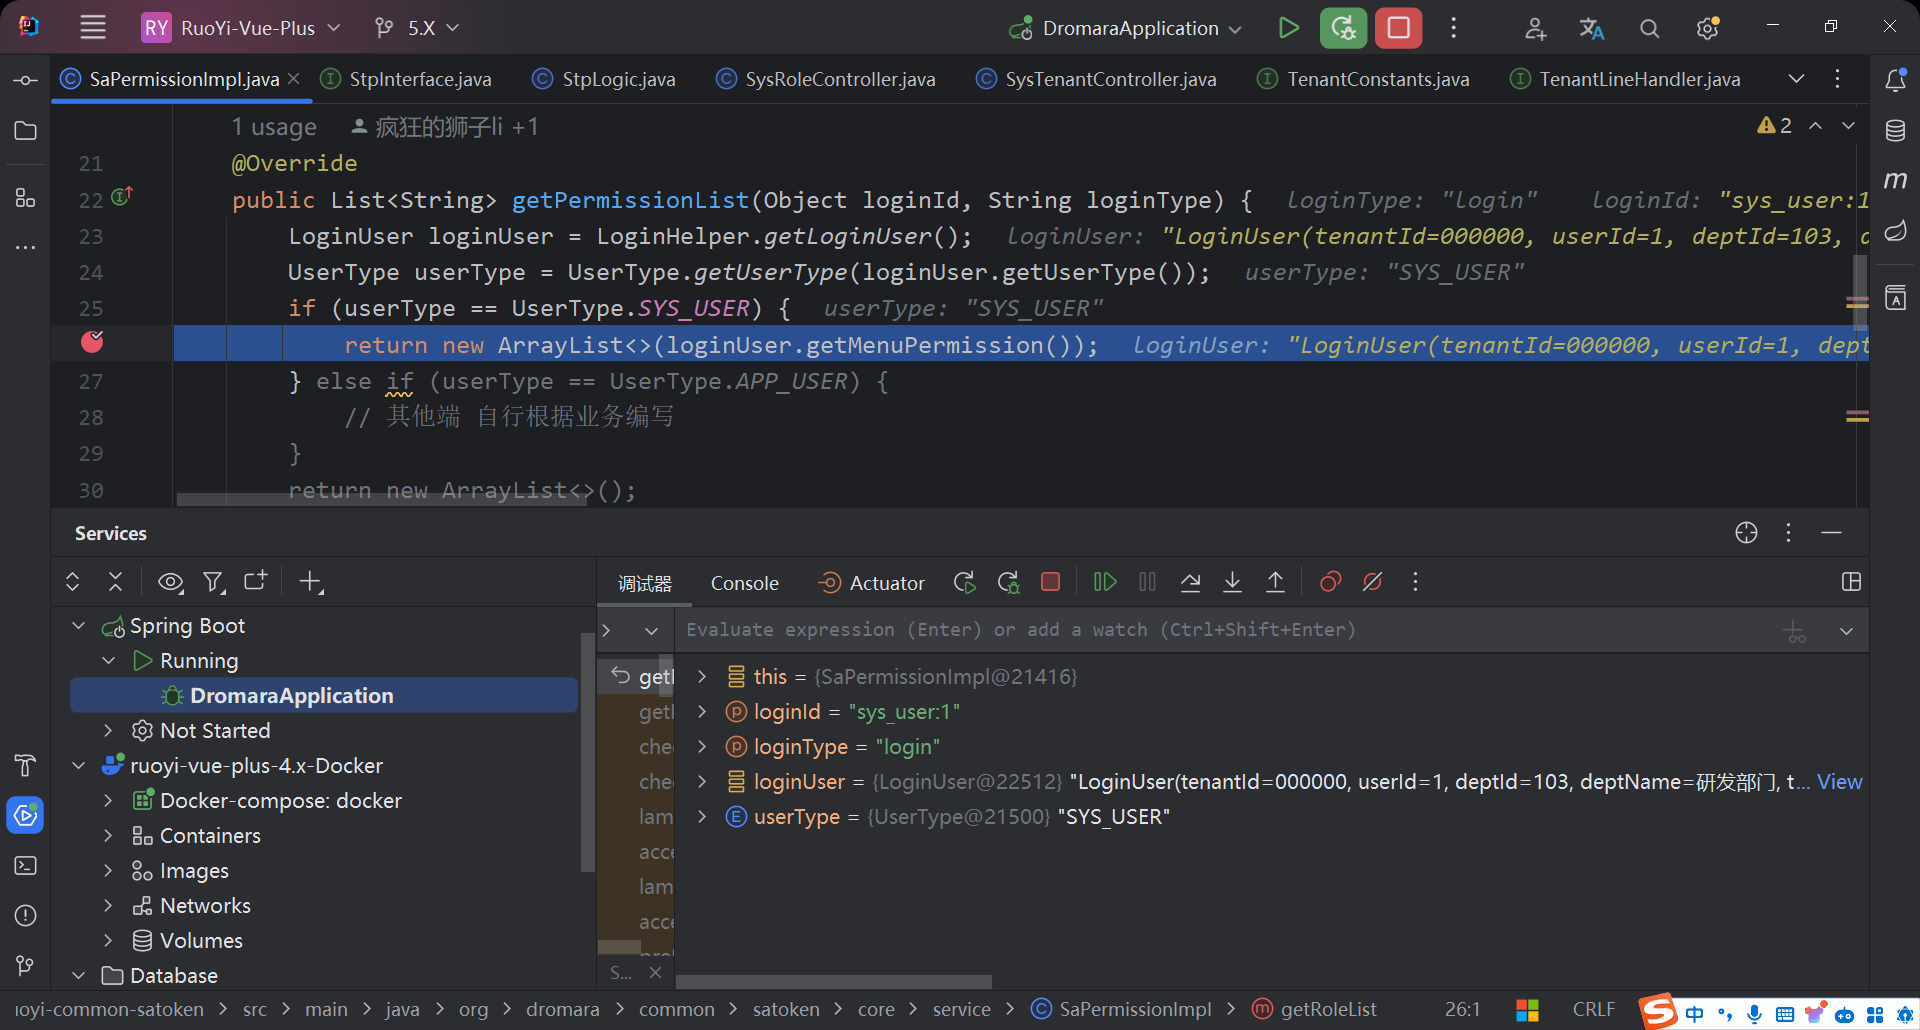 RY RuoYi-Vue-Plus 5.X DromaraApplication
SaPermissionImpl.java StpInterface.java StpLogic.java SysRoleController.java SysTenantController.java TenantConstants.java TenantLineHandler.java
1 usage 疯狂的狮子li +1 2
21 @Override
22 public List<String> getPermissionList(Object loginId, String loginType) { loginType: "login" loginId: "sys_user:1
23 LoginUser loginUser = LoginHelper.getLoginUser(); loginUser: "LoginUser(tenantId=000000, userId=1, deptId=103, d
24 UserType userType = UserType.getUserType(loginUser.getUserType()); userType: "SYS_USER"
25 if (userType == UserType.SYS_USER) { userType: "SYS_USER"
return new ArrayList<>(loginUser.getMenuPermission()); loginUser: "LoginUser(tenantId=000000, userId=1, dept
27 } else if (userType == UserType.APP_USER) {
28 // 其他端 自行根据业务编写
29 }
30 return new ArrayList<>();
Services
调试器 Console Actuator
Evaluate expression (Enter) or add a watch (Ctrl+Shift+Enter)
Spring Boot
Running
DromaraApplication
Not Started
ruoyi-vue-plus-4.x-Docker
Docker-compose: docker
Containers
Images
Networks
Volumes
Database
get
get
che
che
lam
acce
lam
acce
S...
this = {SaPermissionImpl@21416}
loginId = "sys_user:1"
loginType = "login"
loginUser = {LoginUser@22512} "LoginUser(tenantId=000000, userId=1, deptId=103, deptName=研发部门, t... View
userType = {UserType@21500} "SYS_USER"
uoyi-common-satoken > src > main > java > org > dromara > common > satoken > core > service > SaPermissionImpl > getRoleList 26:1 CRLF 中